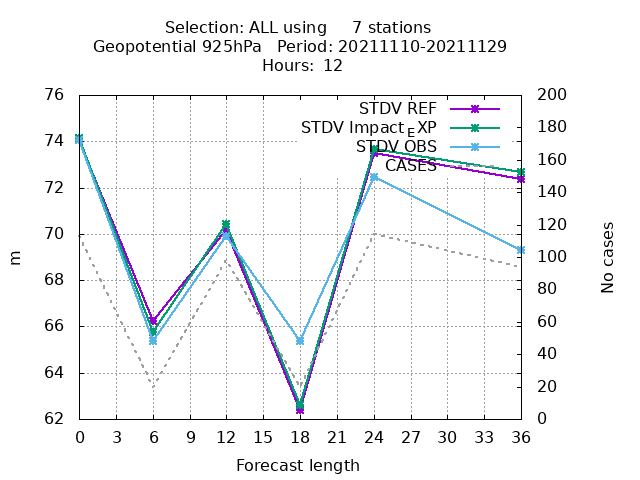 Selection: ALL using 7 stations
Geopotential 925hPa Period: 20211110-20211129
Hours: 12
76
74
72
70
68
66
64
62
200
180
160
140
120
100
80
60
40
20
0
STDV REF
STDV Impact_EXP
STDV OBS
CASES
m
No cases
0 3 6 9 12 15 18 21 24 27 30 33 36
Forecast length